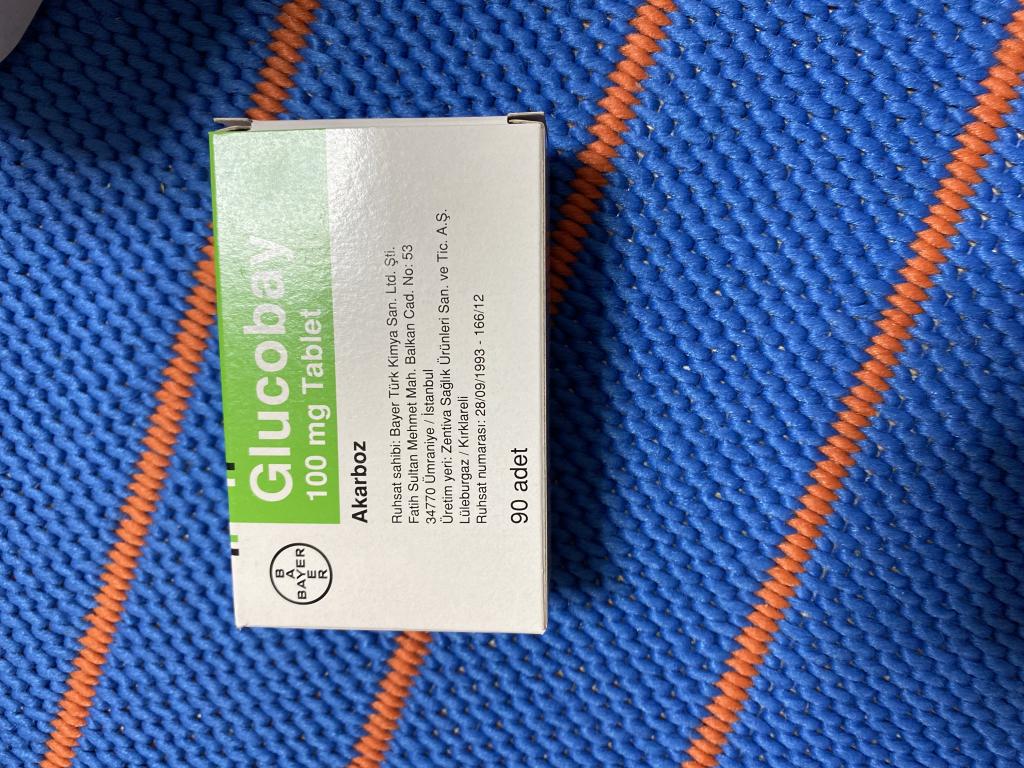 Glucobay
100 mg Tablet
Akarboz
Ruhsat sahibi: Bayer Türk Kimya San. Ltd. Şti.
Fatih Sultan Mehmet Mah. Balkan Cad. No: 53
34770 Ümraniye / İstanbul
Üretim yeri: Zentiva Sağlık Ürünleri San. ve Tic. A.Ş.
Lüleburgaz / Kırklareli
Ruhsat numarası: 28/09/1993 - 166/12
90 adet
BAYER
BAYER